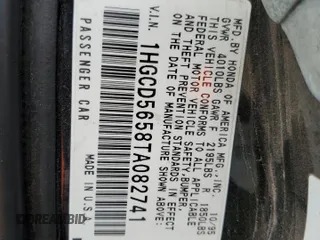 MFD. BY HONDA OF AMERICA MFG., INC. 10/95
GVWR 4010LBS GAWR F 2195LBS R 1850LBS
THIS VEHICLE CONFORMS TO ALL APPLICABLE
FEDERAL MOTOR VEHICLE SAFETY, BUMPER,
AND THEFT PREVENTION STANDARDS IN EFFECT
ON THE DATE OF MANUFACTURE SHOWN ABOVE.
V.I.N. 1HGCD5658TA082741
PASSENGER CAR
MADE IN U.S.A.